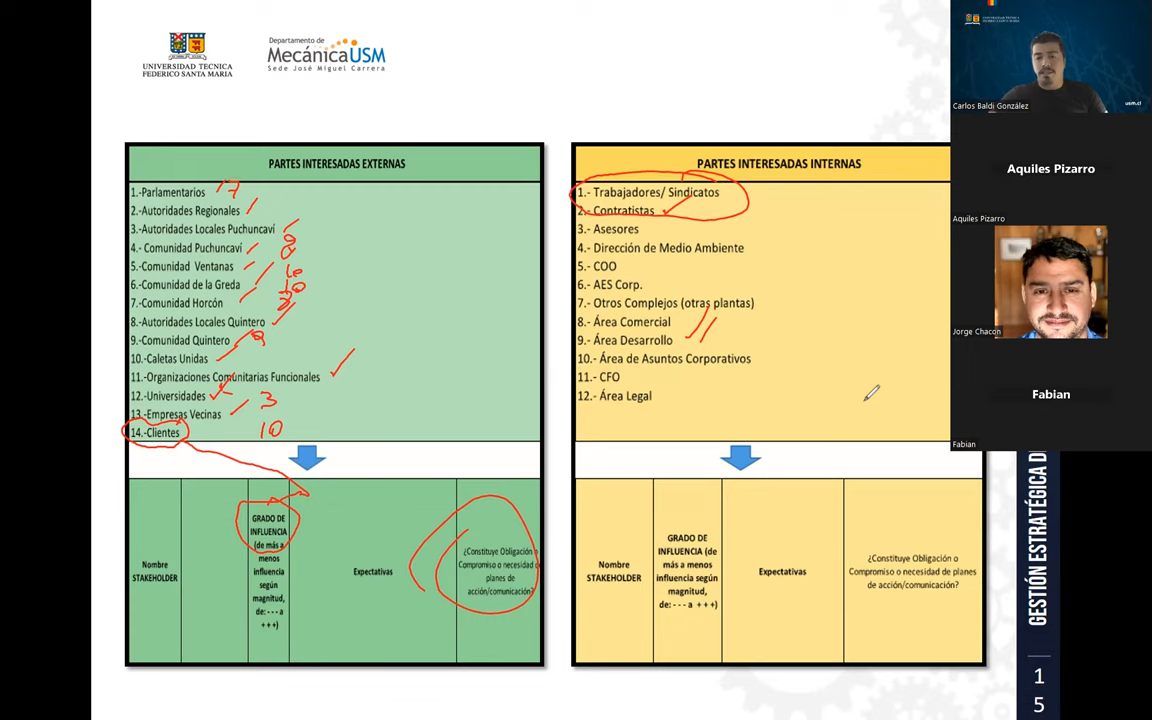 UNIVERSIDAD TECNICA
FEDERICO SANTA MARIA
Departamento de
MecánicaUSM
Sede José Miguel Carrera
PARTES INTERESADAS EXTERNAS
1.-Parlamentarios 7
2.-Autoridades Regionales
3.-Autoridades Locales Puchuncaví
4.- Comunidad Puchuncaví
5.-Comunidad Ventanas
6.-Comunidad de la Greda
7.-Comunidad Horcón
8.-Autoridades Locales Quintero
9.-Comunidad Quintero
10.-Caletas Unidas
11.-Organizaciones Comunitarias Funcionales
12.-Universidades 3
13.-Empresas Vecinas
14.-Clientes 10
Nombre
STAKEHOLDER
GRADO DE
INFLUENCIA
(de más a
menos
influencia
según
magnitud,
de: - - - a
+ + +)
Expectativas
¿Constituye Obligación o
Compromiso o necesidad de
planes de
acción/comunicación?
PARTES INTERESADAS INTERNAS
1.- Trabajadores/ Sindicatos
2.- Contratistas
3.- Asesores
4.- Dirección de Medio Ambiente
5.- COO
6.- AES Corp.
7.- Otros Complejos (otras plantas)
8.- Área Comercial
9.- Área Desarrollo
10.- Área de Asuntos Corporativos
11.- CFO
12.- Área Legal
Nombre
STAKEHOLDER
GRADO DE
INFLUENCIA (de
más a menos
influencia según
magnitud,
de: - - - a + + +)
Expectativas
¿Constituye Obligación o
Compromiso o necesidad de planes
de acción/comunicación?
GESTIÓN ESTRATÉGICA D
1
5
usm.cl
Carlos Baldi González
Aquiles Pizarro
Aquiles Pizarro
Jorge Chacon
Fabian
Fabian